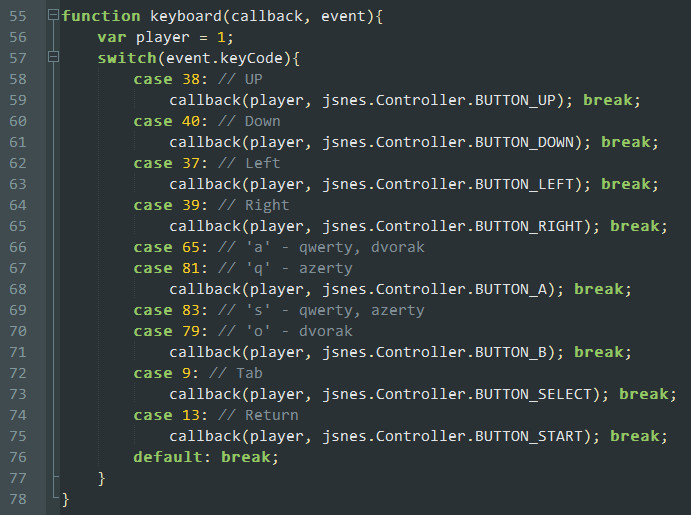 55 function keyboard(callback, event){
56     var player = 1;
57     switch(event.keyCode){
58         case 38: // UP
59             callback(player, jsnes.Controller.BUTTON_UP); break;
60         case 40: // Down
61             callback(player, jsnes.Controller.BUTTON_DOWN); break;
62         case 37: // Left
63             callback(player, jsnes.Controller.BUTTON_LEFT); break;
64         case 39: // Right
65             callback(player, jsnes.Controller.BUTTON_RIGHT); break;
66         case 65: // 'a' - qwerty, dvorak
67         case 81: // 'q' - azerty
68             callback(player, jsnes.Controller.BUTTON_A); break;
69         case 83: // 's' - qwerty, azerty
70         case 79: // 'o' - dvorak
71             callback(player, jsnes.Controller.BUTTON_B); break;
72         case 9: // Tab
73             callback(player, jsnes.Controller.BUTTON_SELECT); break;
74         case 13: // Return
75             callback(player, jsnes.Controller.BUTTON_START); break;
76         default: break;
77     }
78 }